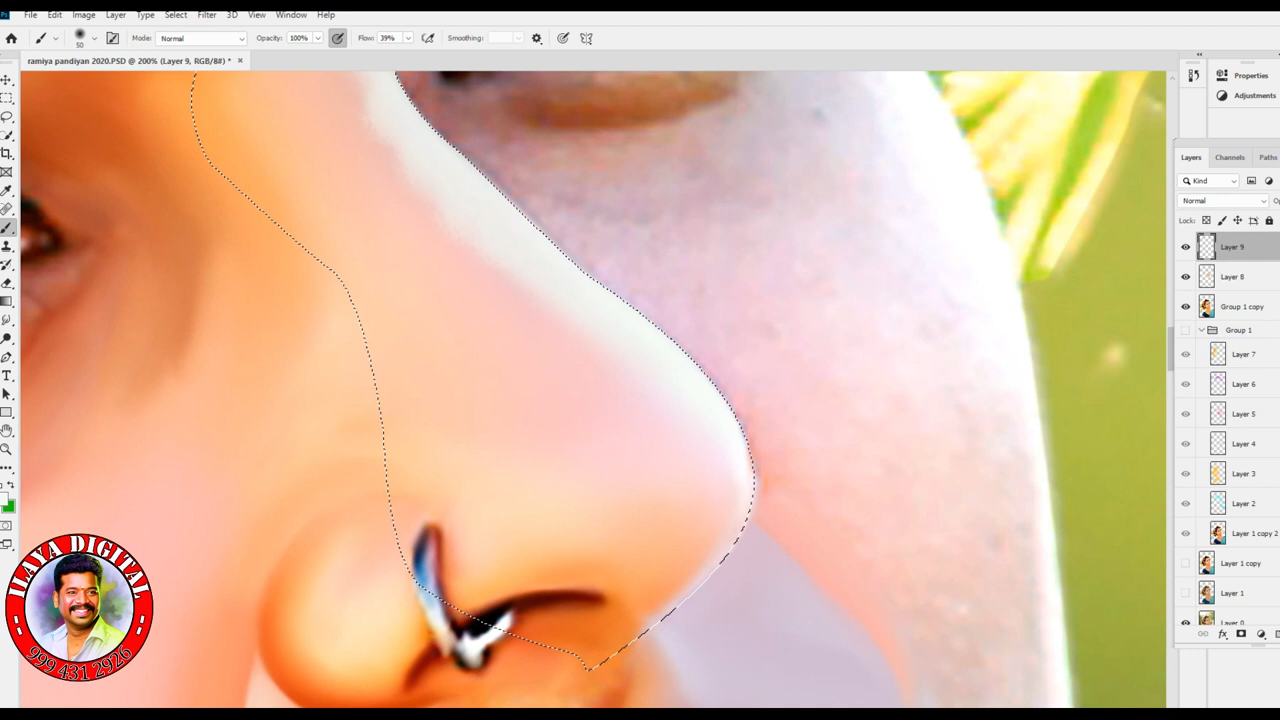 File Edit Image Layer Type Select Filter 3D View Window Help
50 Mode: Normal Opacity: 100% Flow: 39% Smoothing:
ramiya pandiyan 2020.PSD @ 200% (Layer 9, RGB/8#) * ×
Properties
Adjustments
Layers Channels Paths
Kind
Normal
Lock:
Layer 9
Layer 8
Group 1 copy
Group 1
Layer 7
Layer 6
Layer 5
Layer 4
Layer 3
Layer 2
Layer 1 copy 2
Layer 1 copy
Layer 1
Layer 0
ILAYA DIGITAL
999 431 2926